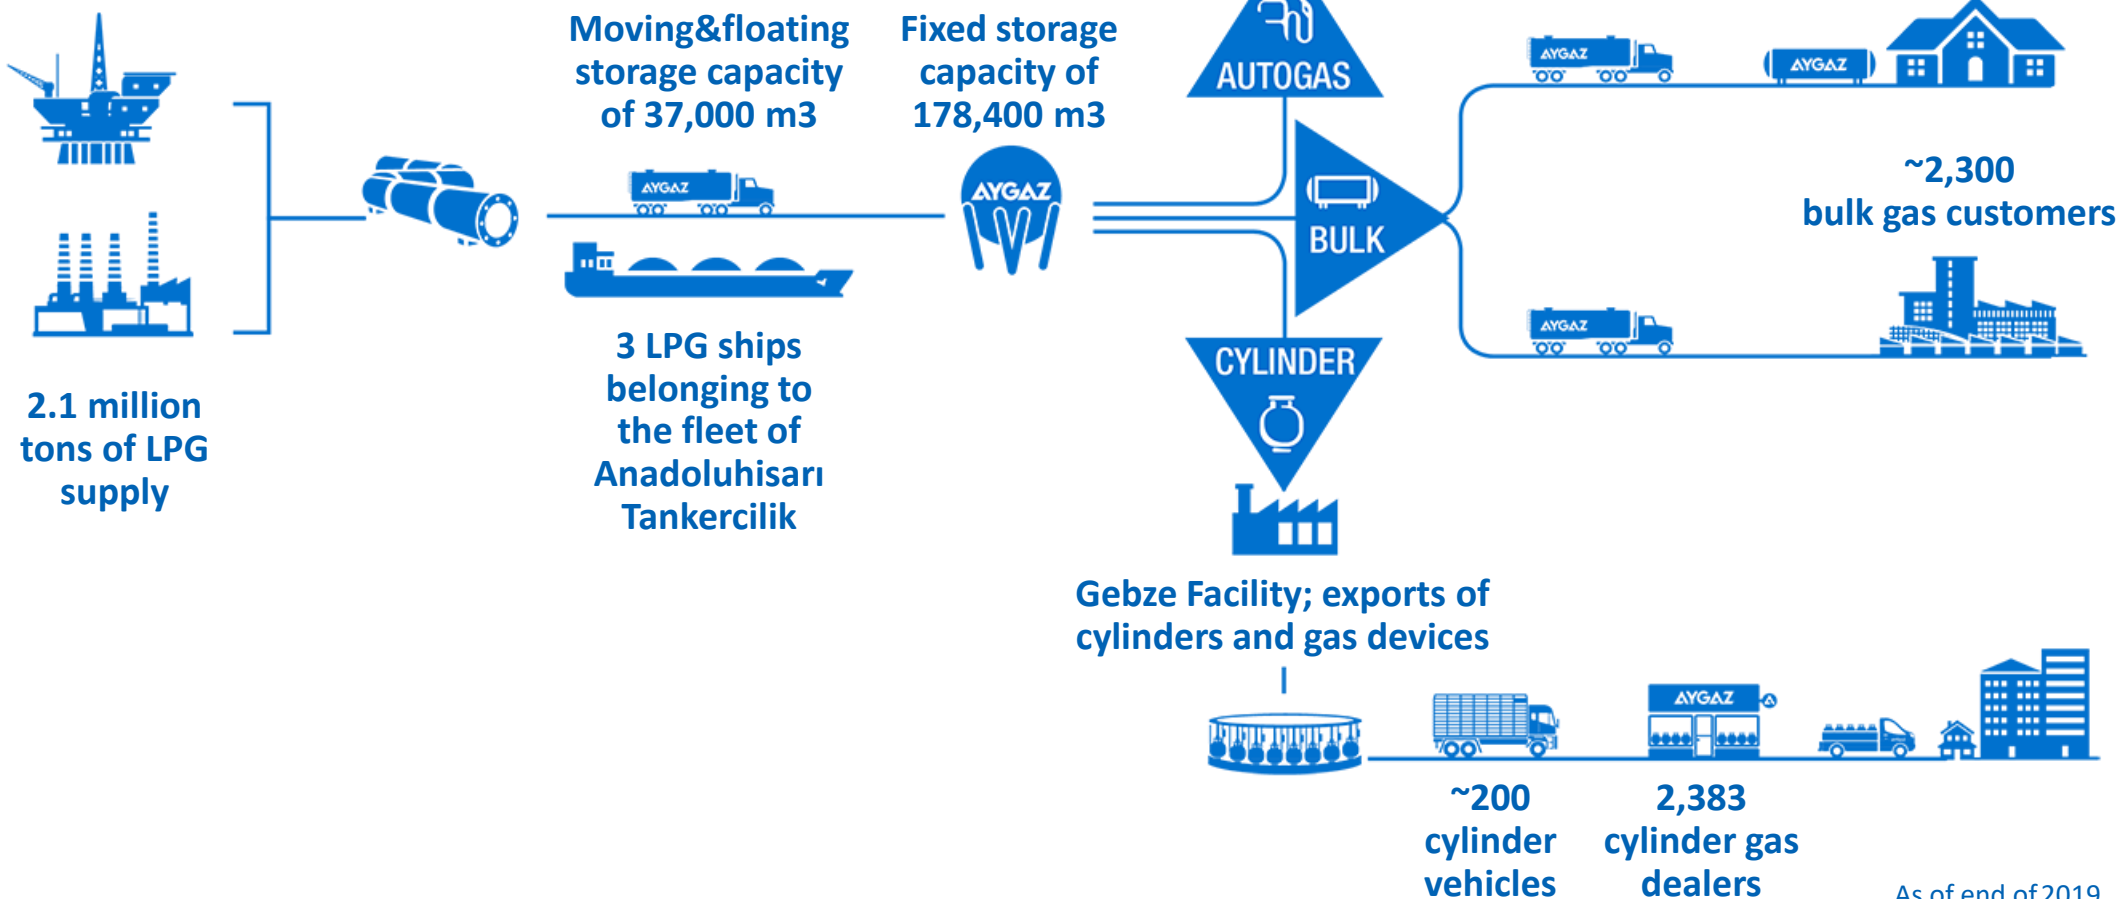 Moving&floating
storage capacity
of 37,000 m3
Fixed storage
capacity of
178,400 m3
AUTOGAS
AYGAZ
AYGAZ
~2,300
bulk gas customers
AYGAZ
AYGAZ
BULK
AYGAZ
2.1 million
tons of LPG
supply
3 LPG ships
belonging to
the fleet of
Anadoluhisarı
Tankercilik
CYLINDER
Gebze Facility; exports of
cylinders and gas devices
AYGAZ
~200
cylinder
vehicles
2,383
cylinder gas
dealers
As of end of 2019